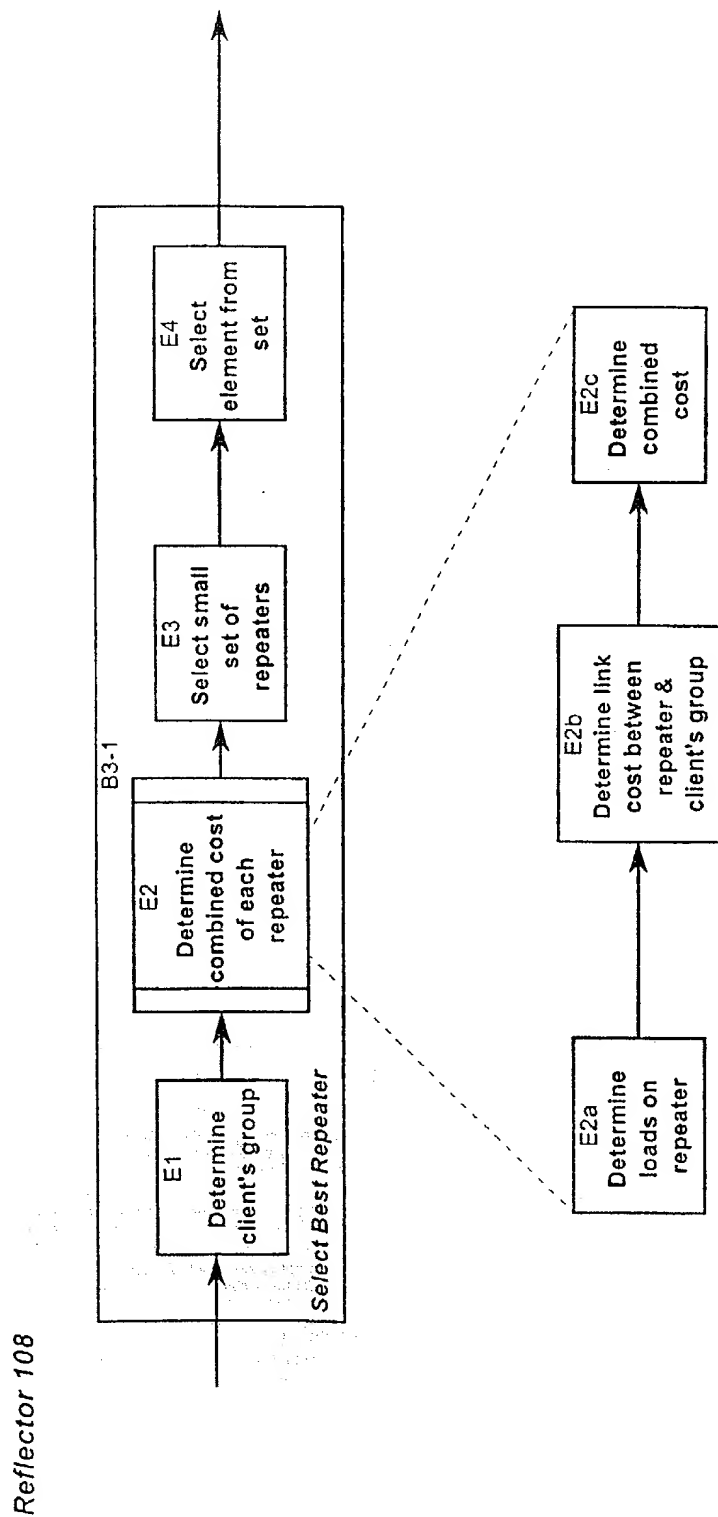 Reflector 108
B3-1
E1
Determine
client's group
E2
Determine
combined cost
of each
repeater
E3
Select small
set of
repeaters
E4
Select
element from
set
Select Best Repeater
E2a
Determine
loads on
repeater
E2b
Determine link
cost between
repeater &
client's group
E2c
Determine
combined
cost